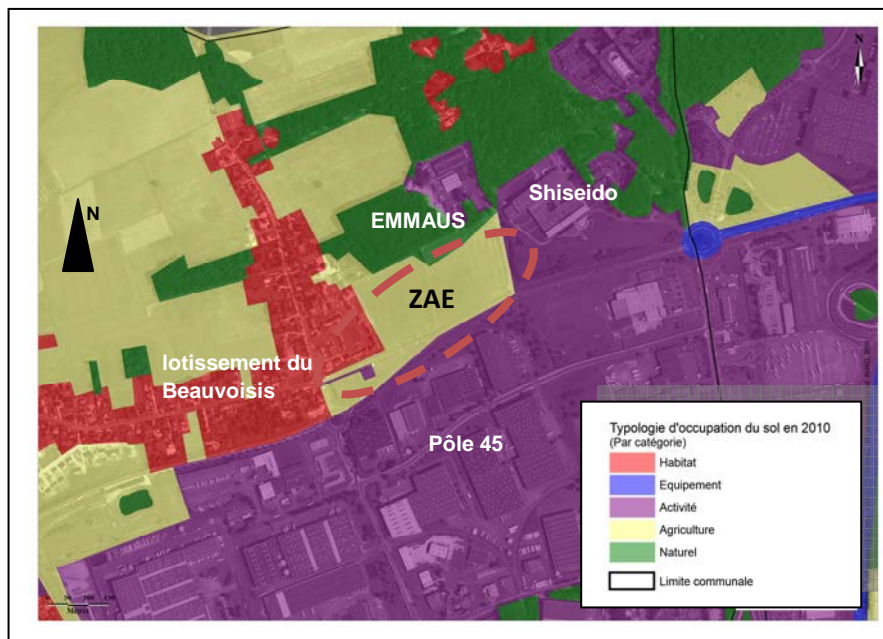 N
N
Shiseido
EMMAUS
ZAE
lotissement du
Beauvoisis
Pôle 45
Typologie d'occupation du sol en 2010
(Par catégorie)
Habitat
Equipement
Activité
Agriculture
Naturel
Limite communale
Mètres